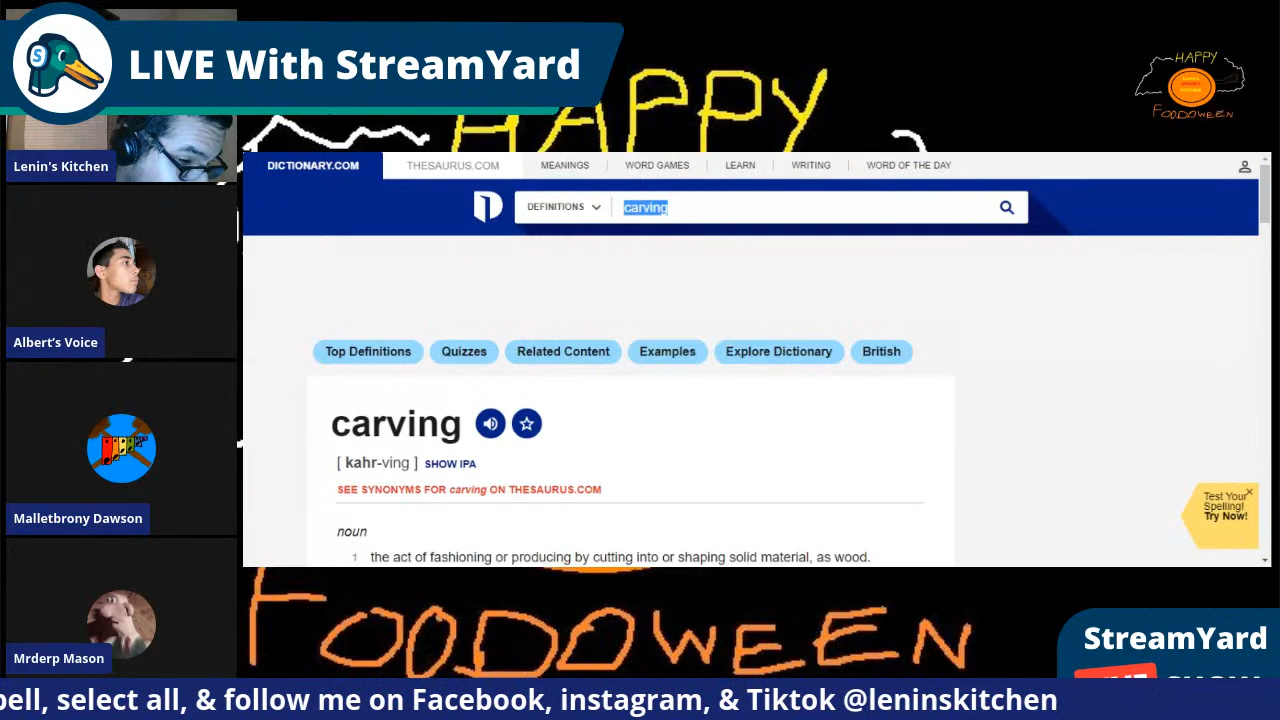 S
LIVE With StreamYard
HAPPY
HAPPY
FOODOWEEN
Lenin's Kitchen
DICTIONARY.COM
THESAURUS.COM
MEANINGS
WORD GAMES
LEARN
WRITING
WORD OF THE DAY
DEFINITIONS
carving
Top Definitions
Quizzes
Related Content
Examples
Explore Dictionary
British
carving
[ kahr-ving ] SHOW IPA
SEE SYNONYMS FOR carving ON THESAURUS.COM
noun
1 the act of fashioning or producing by cutting into or shaping solid material, as wood.
Test Your
Spelling!
Try Now!
Albert's Voice
Malletbrony Dawson
Mrderp Mason
FOODOWEEN
StreamYard
bell, select all, & follow me on Facebook, instagram, & Tiktok @leninskitchen